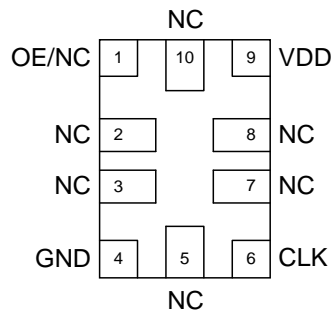 NC
OE/NC 1 10 9 VDD
NC 2 8 NC
NC 3 7 NC
GND 4 5 6 CLK
NC